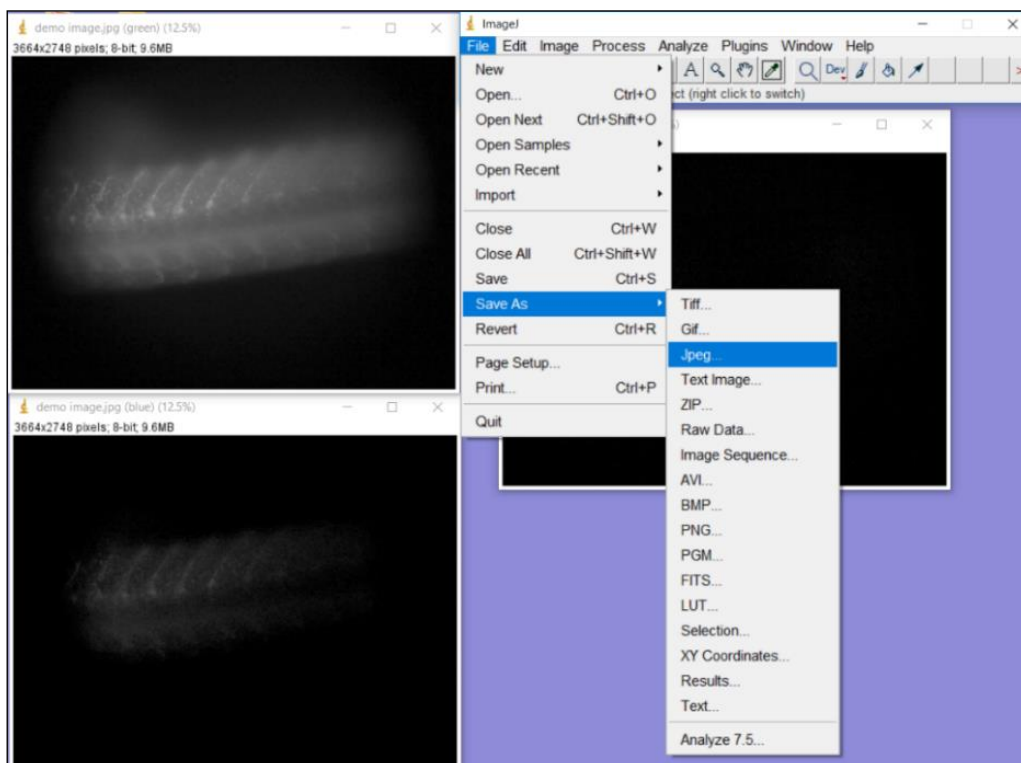 demo image.jpg (green) (12.5%)
3664x2748 pixels; 8-bit; 9.6MB
ImageJ
File Edit Image Process Analyze Plugins Window Help
A Dev
ct (right click to switch)
New
Open... Ctrl+O
Open Next Ctrl+Shift+O
Open Samples
Open Recent
Import
Close Ctrl+W
Close All Ctrl+Shift+W
Save Ctrl+S
Save As
Revert Ctrl+R
Page Setup...
Print... Ctrl+P
Quit
Tiff...
Gif...
Jpeg...
Text Image...
ZIP...
Raw Data...
Image Sequence...
AVI...
BMP...
PNG...
PGM...
FITS...
LUT...
Selection...
XY Coordinates...
Results...
Text...
Analyze 7.5...
demo image.jpg (blue) (12.5%)
3664x2748 pixels; 8-bit; 9.6MB